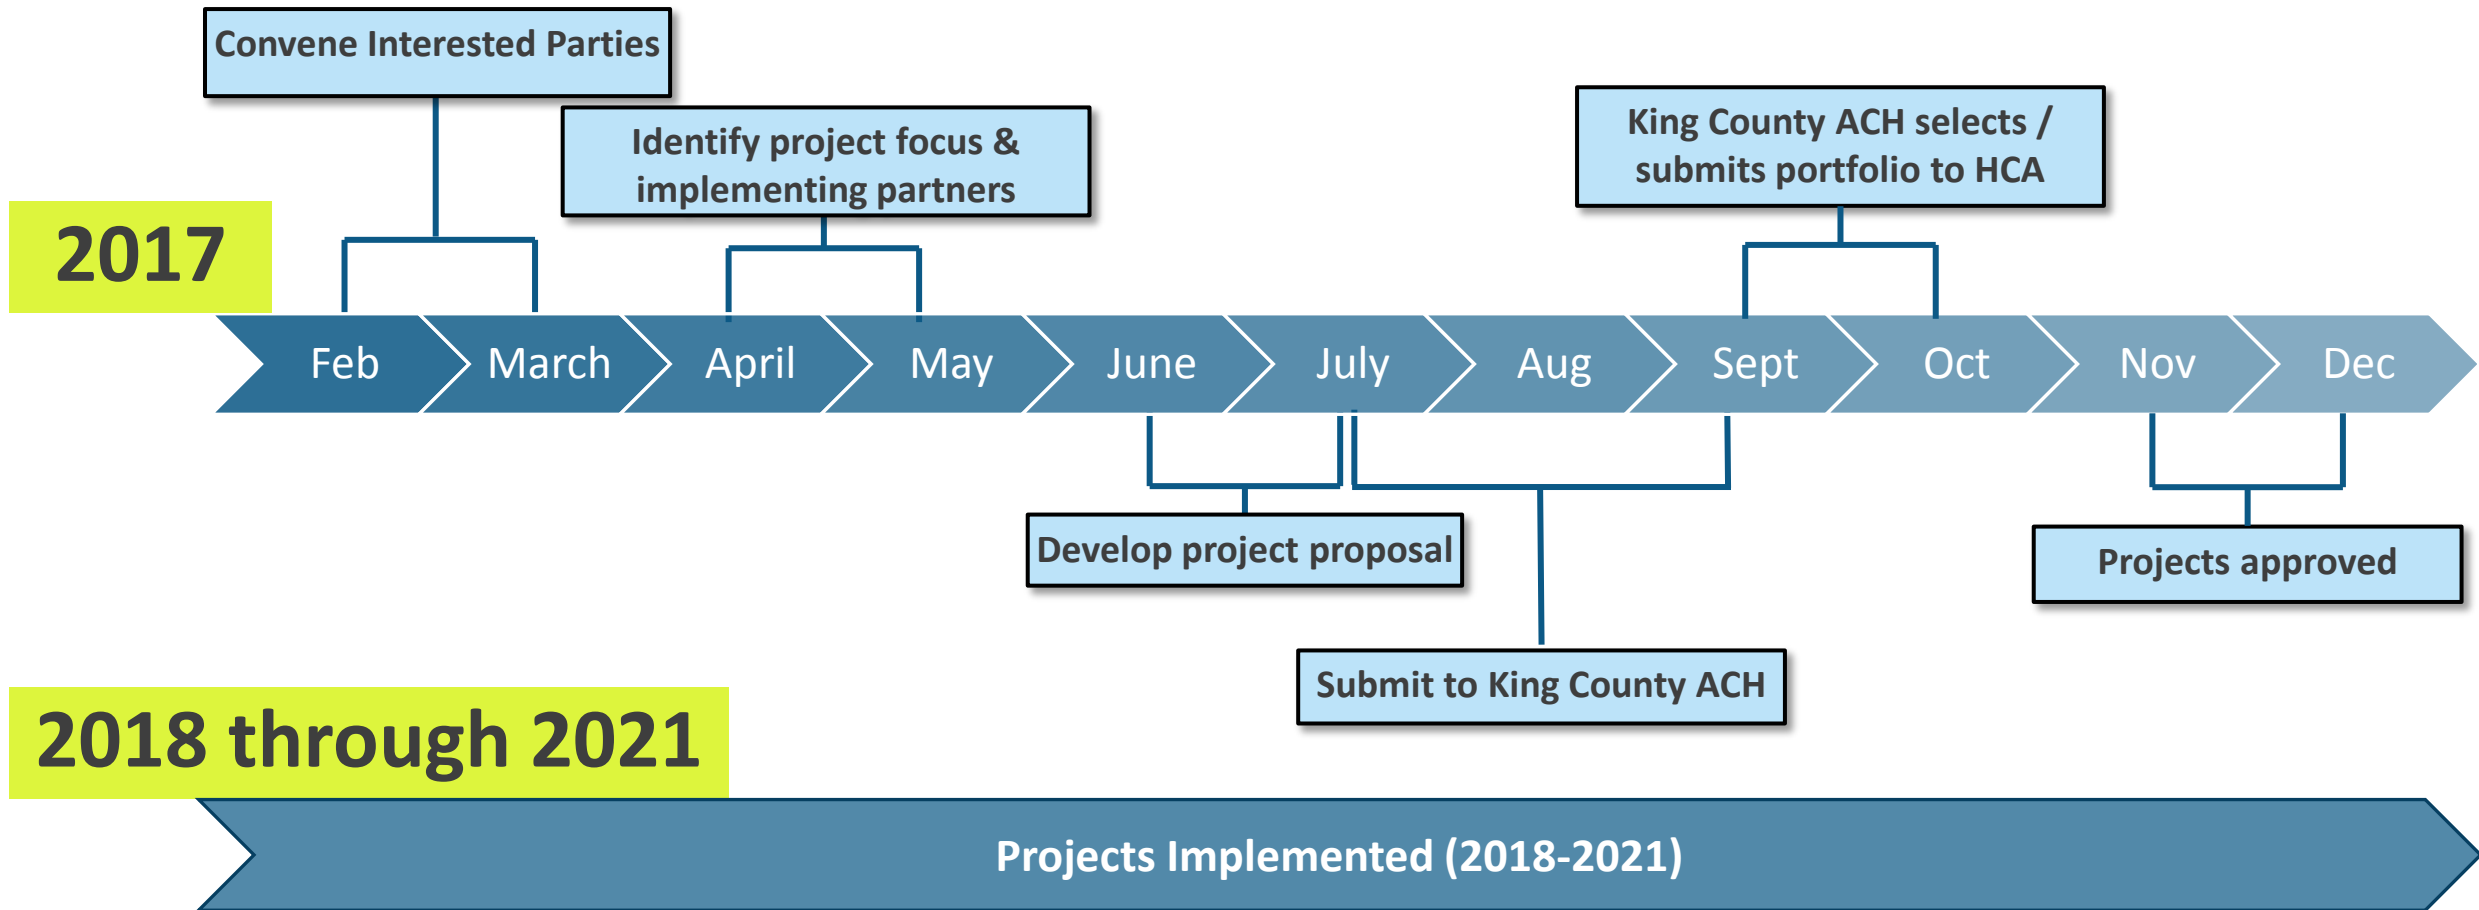 Convene Interested Parties
Identify project focus &
implementing partners
King County ACH selects /
submits portfolio to HCA
2017
Feb March April May June July Aug Sept Oct Nov Dec
Develop project proposal
Projects approved
Submit to King County ACH
2018 through 2021
Projects Implemented (2018-2021)